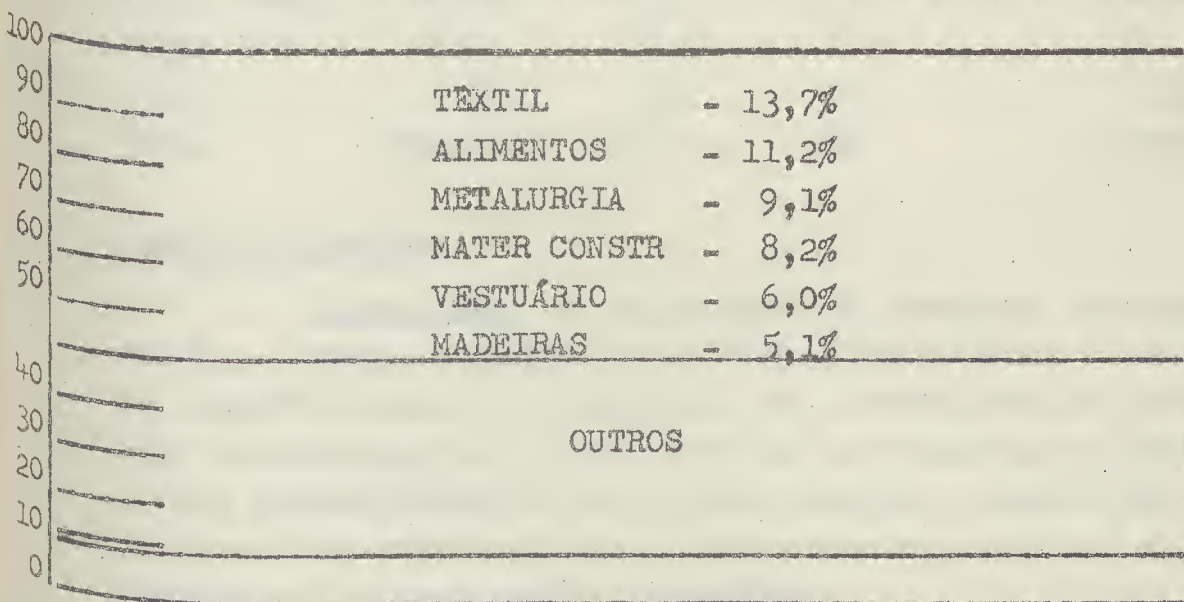 100
90
80
70
60
50
40
30
20
10
0
TÊXTIL - 13,7%
ALIMENTOS - 11,2%
METALURGIA - 9,1%
MATER CONSTR - 8,2%
VESTUÁRIO - 6,0%
MADEIRAS - 5,1%
OUTROS